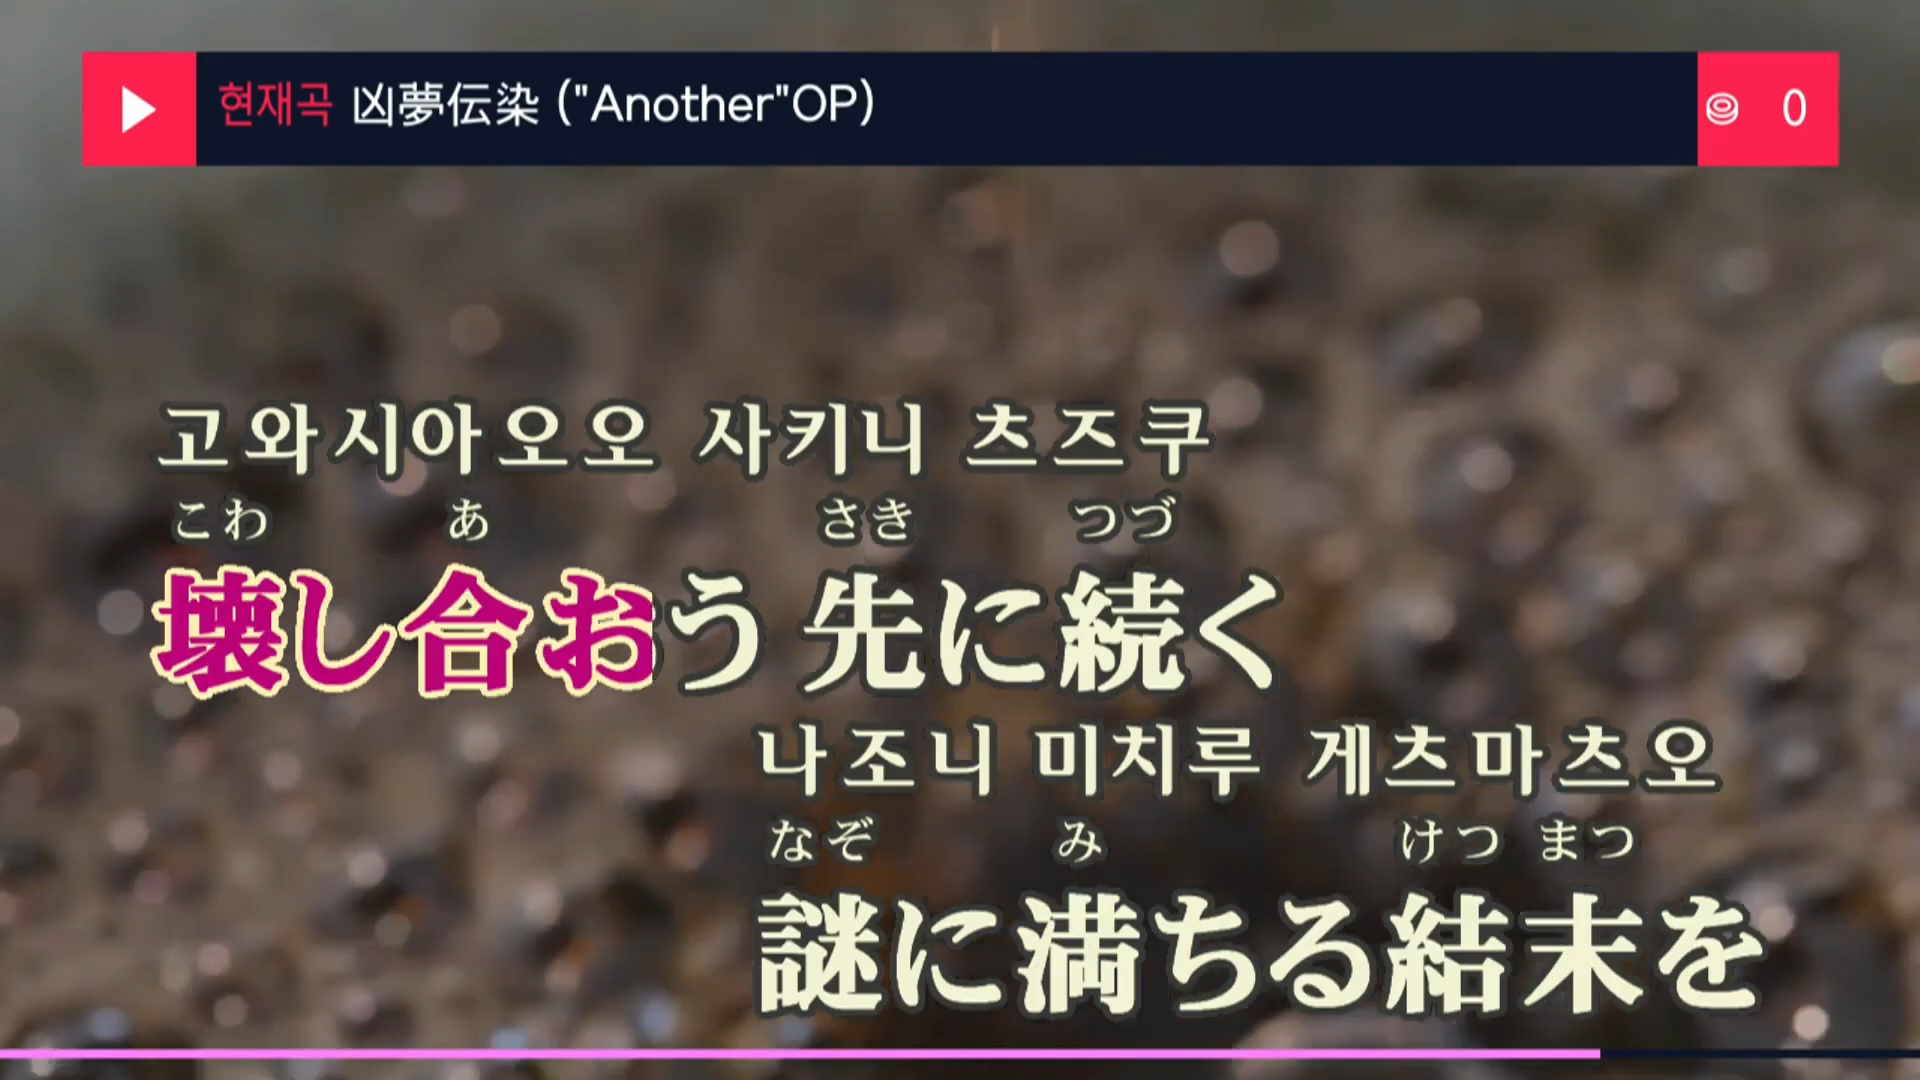 현재곡 凶夢伝染 ("Another"OP) 0
고와시아오오 사키니 츠즈쿠
こわ あ さき つづ
壊し合おう 先に続く
나조니 미치루 게츠마츠오
なぞ み けつ まつ
謎に満ちる結末を